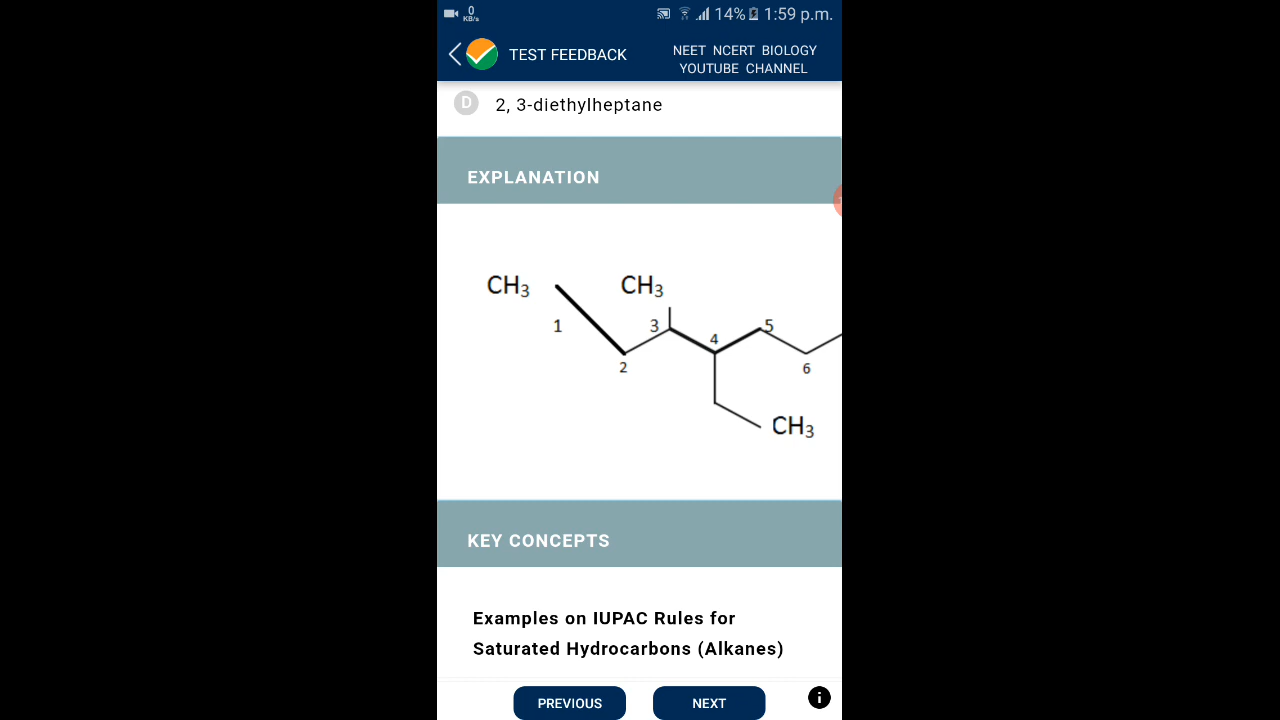 0
KB/s
14% 1:59 p.m.
TEST FEEDBACK
NEET NCERT BIOLOGY
YOUTUBE CHANNEL
D 2, 3-diethylheptane
EXPLANATION
CH3 CH3
1 3 4 5
2 6
CH3
KEY CONCEPTS
Examples on IUPAC Rules for
Saturated Hydrocarbons (Alkanes)
PREVIOUS NEXT i